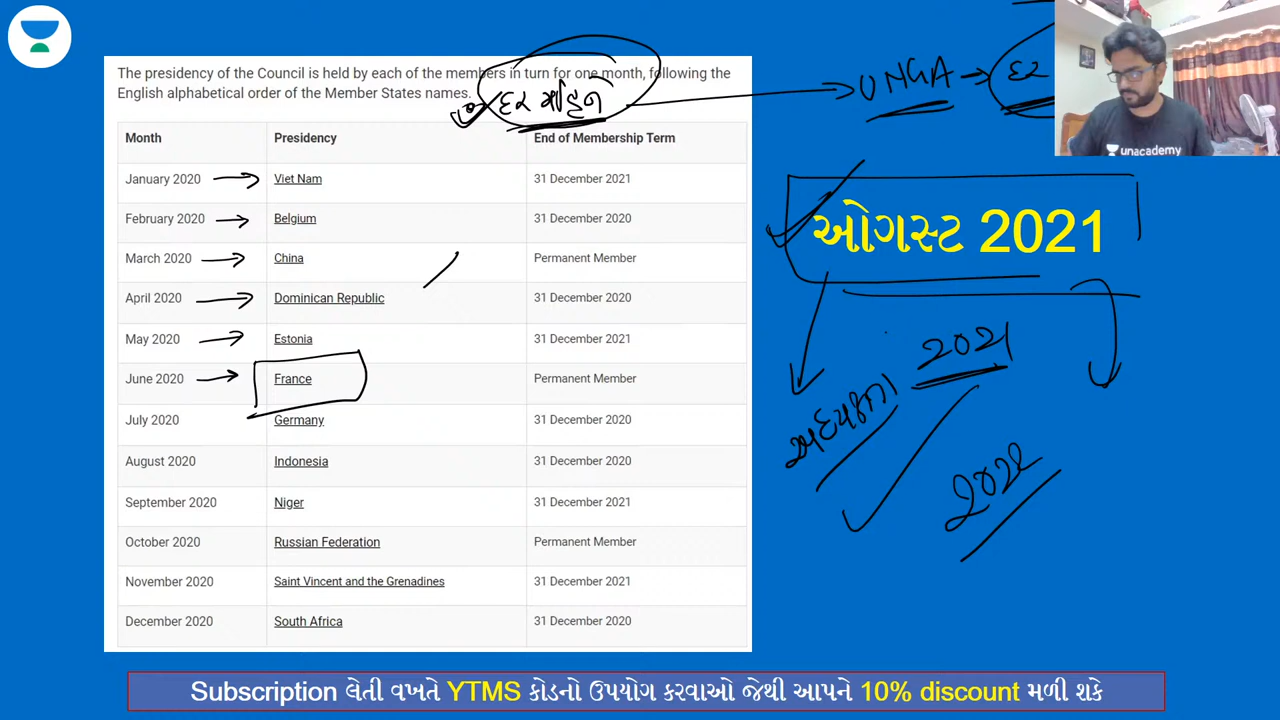 The presidency of the Council is held by each of the members in turn for one month, following the
English alphabetical order of the Member States names.
દર મહિને
UNGA → દર
unacademy
Month Presidency End of Membership Term
January 2020 Viet Nam 31 December 2021
February 2020 Belgium 31 December 2020
March 2020 China Permanent Member
April 2020 Dominican Republic 31 December 2020
May 2020 Estonia 31 December 2021
June 2020 France Permanent Member
July 2020 Germany 31 December 2020
August 2020 Indonesia 31 December 2020
September 2020 Niger 31 December 2021
October 2020 Russian Federation Permanent Member
November 2020 Saint Vincent and the Grenadines 31 December 2021
December 2020 South Africa 31 December 2020
ઓગસ્ટ 2021
2021
Subscription લેતી વખતે YTMS કોડનો ઉપયોગ કરવાઓ જેથી આપને 10% discount મળી શકે